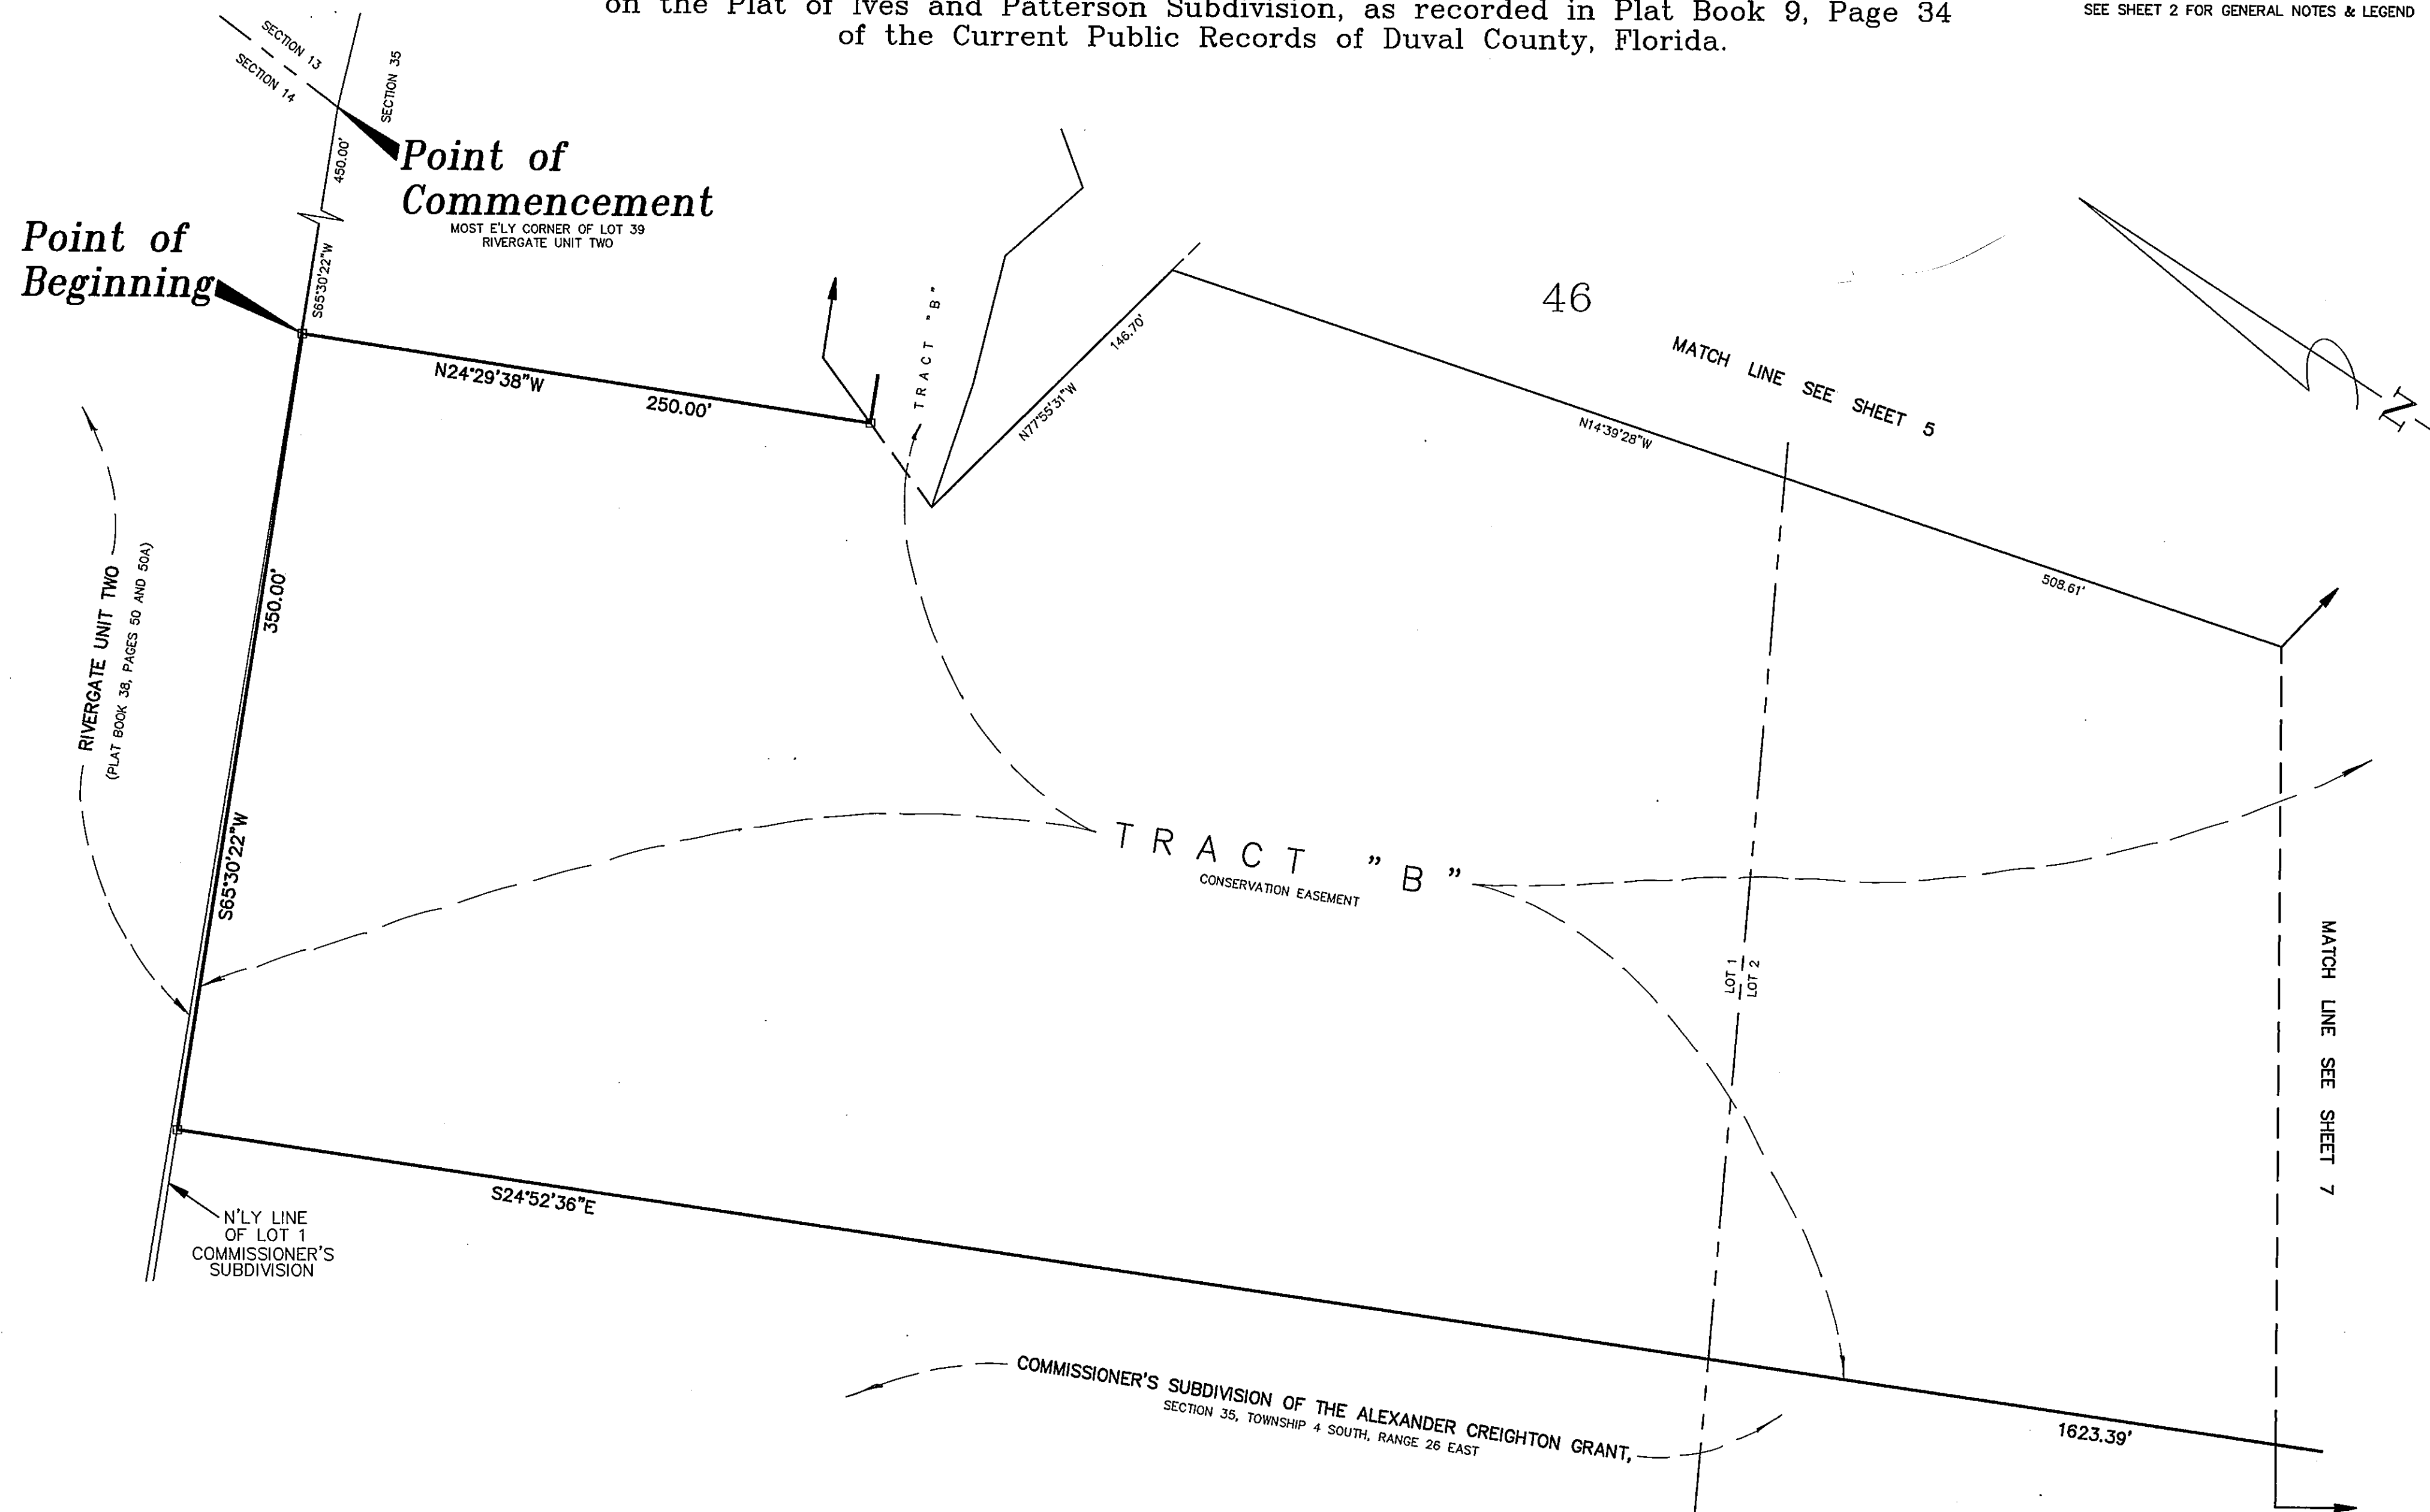 on the Plat of Ives and Patterson Subdivision, as recorded in Plat Book 9, Page 34
of the Current Public Records of Duval County, Florida.
SEE SHEET 2 FOR GENERAL NOTES & LEGEND
SECTION 13
SECTION 14
SECTION 35
450.00'
Point of
Commencement
MOST E'LY CORNER OF LOT 39
RIVERGATE UNIT TWO
Point of
Beginning
S65°30'22"W
N24°29'38"W
250.00'
TRACT "B"
146.70'
N77°55'31"W
46
MATCH LINE SEE SHEET 5
N14°39'28"W
508.61'
N
RIVERGATE UNIT TWO
(PLAT BOOK 38, PAGES 50 AND 50A)
350.00'
S65°30'22"W
TRACT "B"
CONSERVATION EASEMENT
LOT 1
LOT 2
MATCH LINE SEE SHEET 7
S24°52'36"E
N'LY LINE
OF LOT 1
COMMISSIONER'S
SUBDIVISION
COMMISSIONER'S SUBDIVISION OF THE ALEXANDER CREIGHTON GRANT,
SECTION 35, TOWNSHIP 4 SOUTH, RANGE 26 EAST
1623.39'